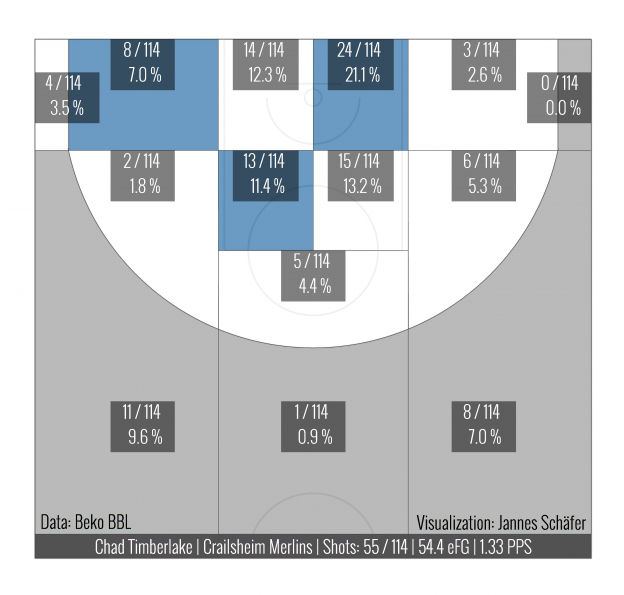 8 / 114
7.0 %
14 / 114
12.3 %
24 / 114
21.1 %
3 / 114
2.6 %
4 / 114
3.5 %
0 / 114
0.0 %
2 / 114
1.8 %
13 / 114
11.4 %
15 / 114
13.2 %
6 / 114
5.3 %
5 / 114
4.4 %
11 / 114
9.6 %
1 / 114
0.9 %
8 / 114
7.0 %
Data: Beko BBL
Visualization: Jannes Schäfer
Chad Timberlake | Crailsheim Merlins | Shots: 55 / 114 | 54.4 eFG | 1.33 PPS